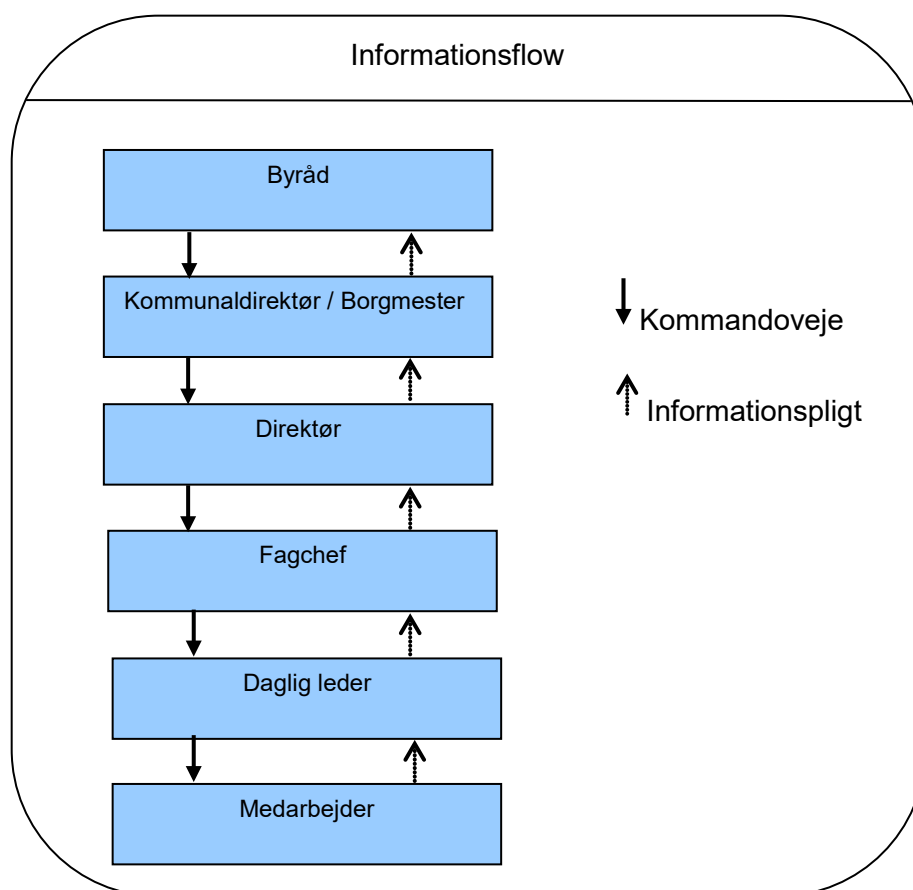 Informationsflow
Byråd
Kommunaldirektør / Borgmester
Kommandoveje
Informationspligt
Direktør
Fagchef
Daglig leder
Medarbejder